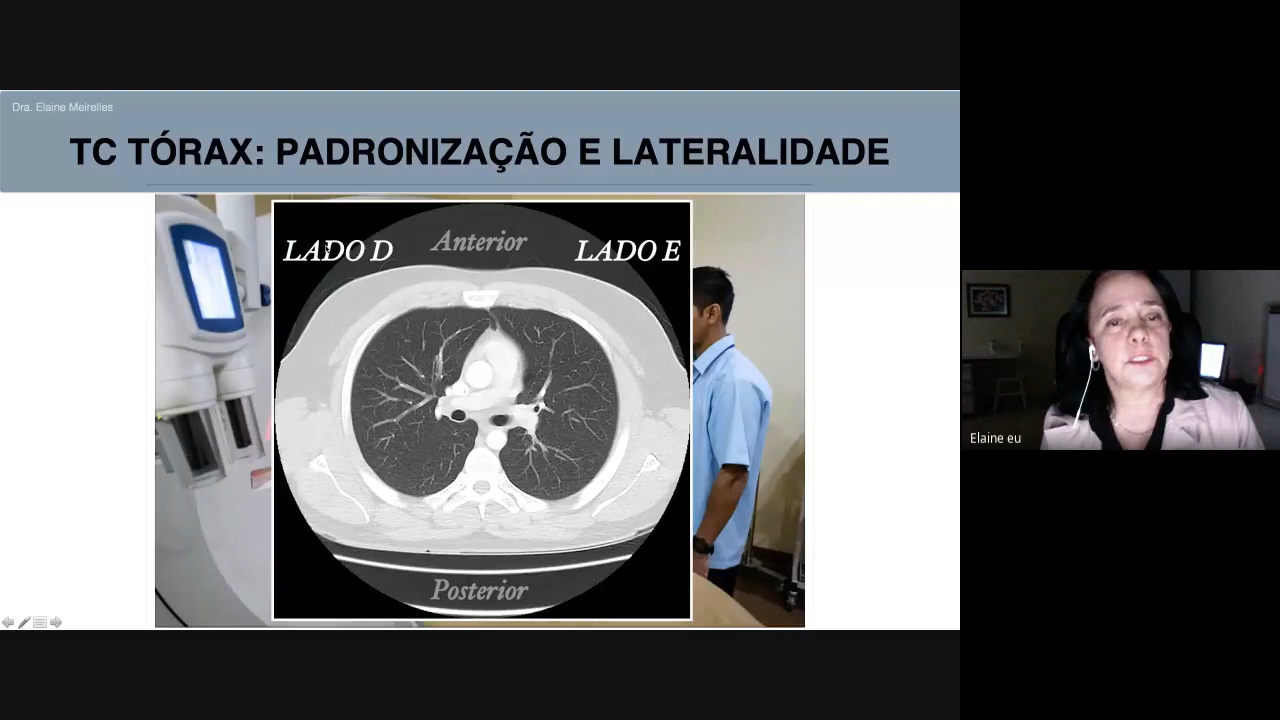 Dra. Elaine Meirelles
TC TÓRAX: PADRONIZAÇÃO E LATERALIDADE
LADO D
Anterior
LADO E
Posterior
Elaine eu